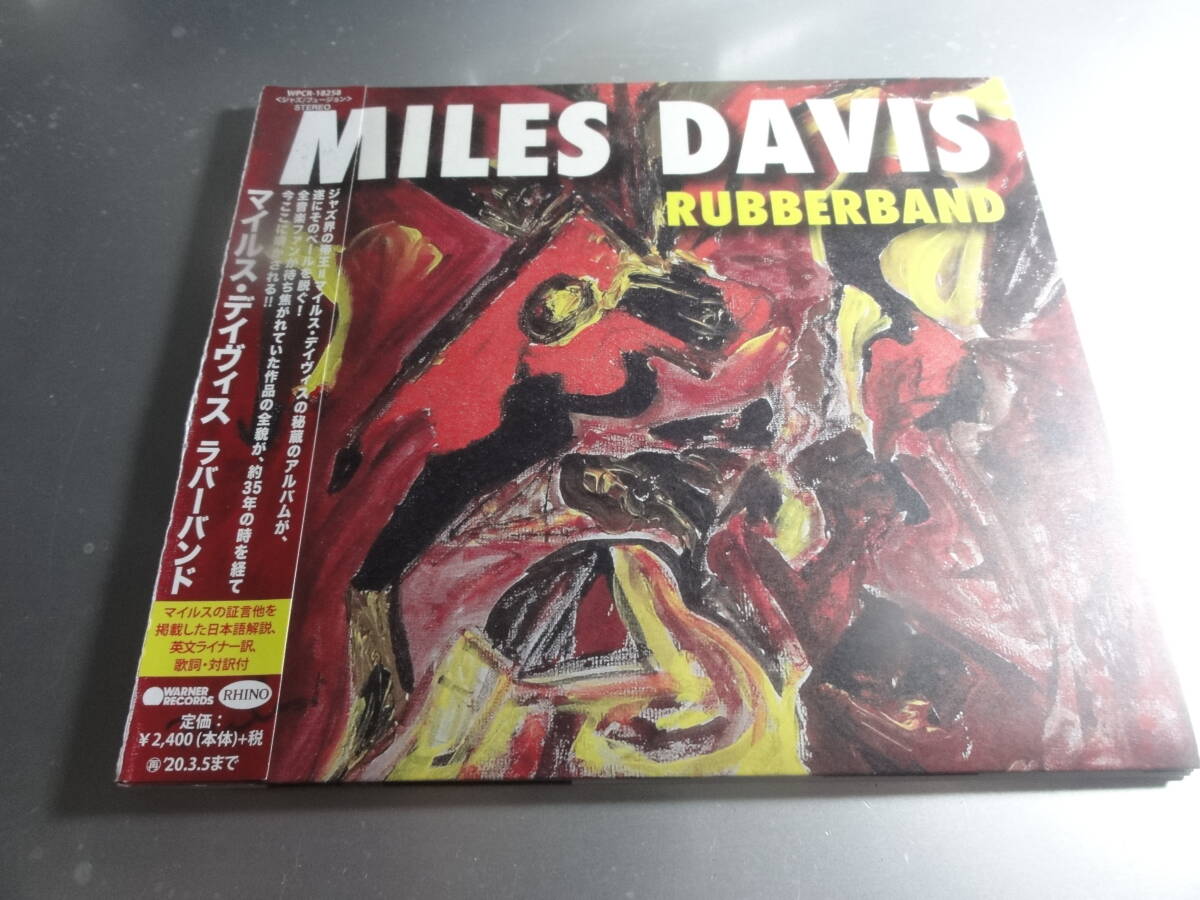 WPCR-18258
<ジャズ/フュージョン>
STEREO
MILES DAVIS
RUBBERBAND
ジャズ界の帝王=マイルス・デイヴィスの秘蔵のアルバムが、
遂にそのベールを脱ぐ!
全音楽ファンが待ち焦がれていた作品の全貌が、約35年の時を経て
今ここに明かされる!!
マイルス・デイヴィス ラバーバンド
マイルスの証言他を
掲載した日本語解説、
英文ライナー訳、
歌詞・対訳付
WARNER
RECORDS
RHINO
定価:
¥2,400(本体)+税
再'20.3.5まで